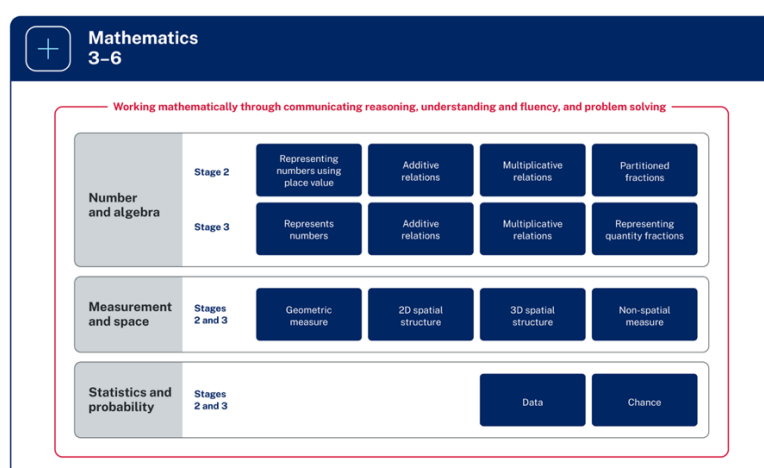 Mathematics
3–6
Working mathematically through communicating reasoning, understanding and fluency, and problem solving
Number
and algebra
Stage 2
Representing
numbers using
place value
Additive
relations
Multiplicative
relations
Partitioned
fractions
Stage 3
Represents
numbers
Additive
relations
Multiplicative
relations
Representing
quantity fractions
Measurement
and space
Stages
2 and 3
Geometric
measure
2D spatial
structure
3D spatial
structure
Non-spatial
measure
Statistics and
probability
Stages
2 and 3
Data
Chance